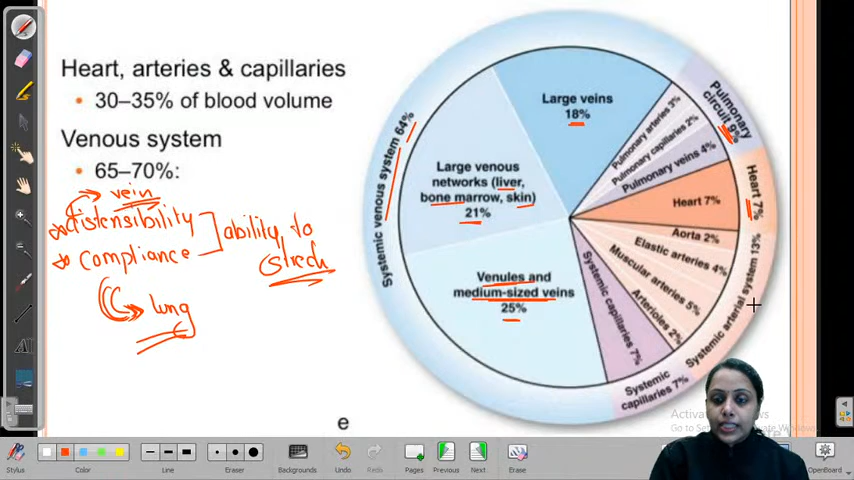 Heart, arteries & capillaries
• 30–35% of blood volume
Venous system
• 65–70%:
→ vein
distensibility
compliance
ability to
strech
lung
e
Large veins
18%
Large venous
networks (liver,
bone marrow, skin)
21%
Venules and
medium-sized veins
25%
Systemic venous system 64%
Pulmonary arteries 3%
Pulmonary capillaries 2%
Pulmonary veins 4%
Pulmonary
circuit 9%
Heart 7%
Heart 7%
Aorta 2%
Elastic arteries 4%
Muscular arteries 5%
Arterioles 2%
Systemic arterial system 13%
Systemic capillaries 7%
Systemic
capillaries 7%
Stylus
Color
Line
Eraser
Backgrounds
Undo
Redo
Pages
Previous
Next
Erase
Settings